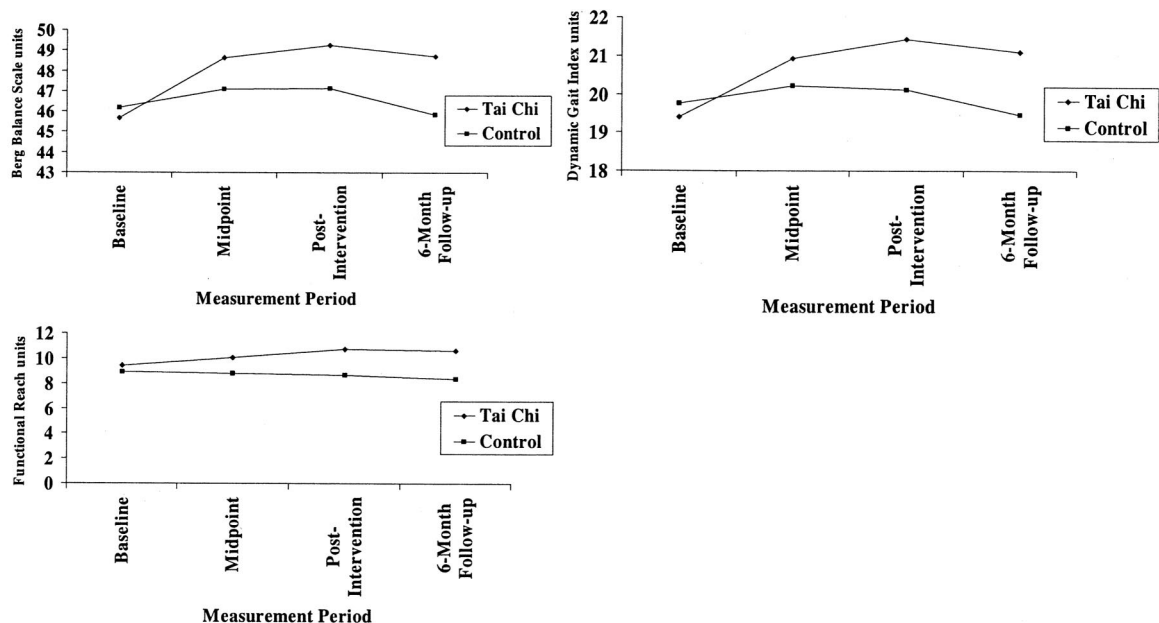 Berg Balance Scale units
50
49
48
47
46
45
44
43
Baseline
Midpoint
Post-
Intervention
6-Month
Follow-up
Measurement Period
Tai Chi
Control
Dynamic Gait Index units
22
21
20
19
18
Baseline
Midpoint
Post-
Intervention
6-Month
Follow-up
Measurement Period
Tai Chi
Control
Functional Reach units
12
10
8
6
4
2
0
Baseline
Midpoint
Post-
Intervention
6-Month
Follow-up
Measurement Period
Tai Chi
Control